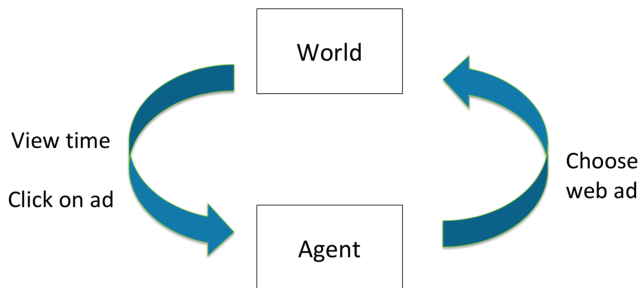 World
View time
Click on ad
Choose
web ad
Agent